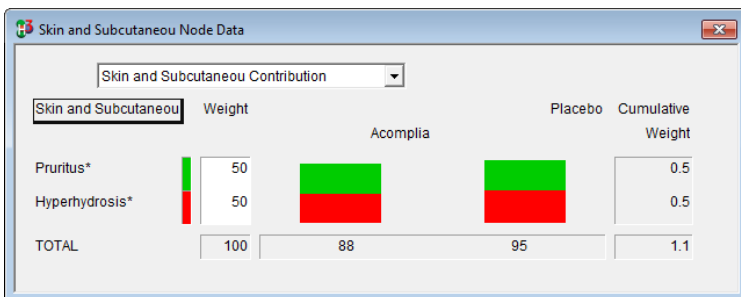 Skin and Subcutaneou Node Data
Skin and Subcutaneou Contribution
Skin and Subcutaneou Weight Placebo Cumulative
Acomplia Weight
Pruritus* 50 0.5
Hyperhydrosis* 50 0.5
TOTAL 100 88 95 1.1